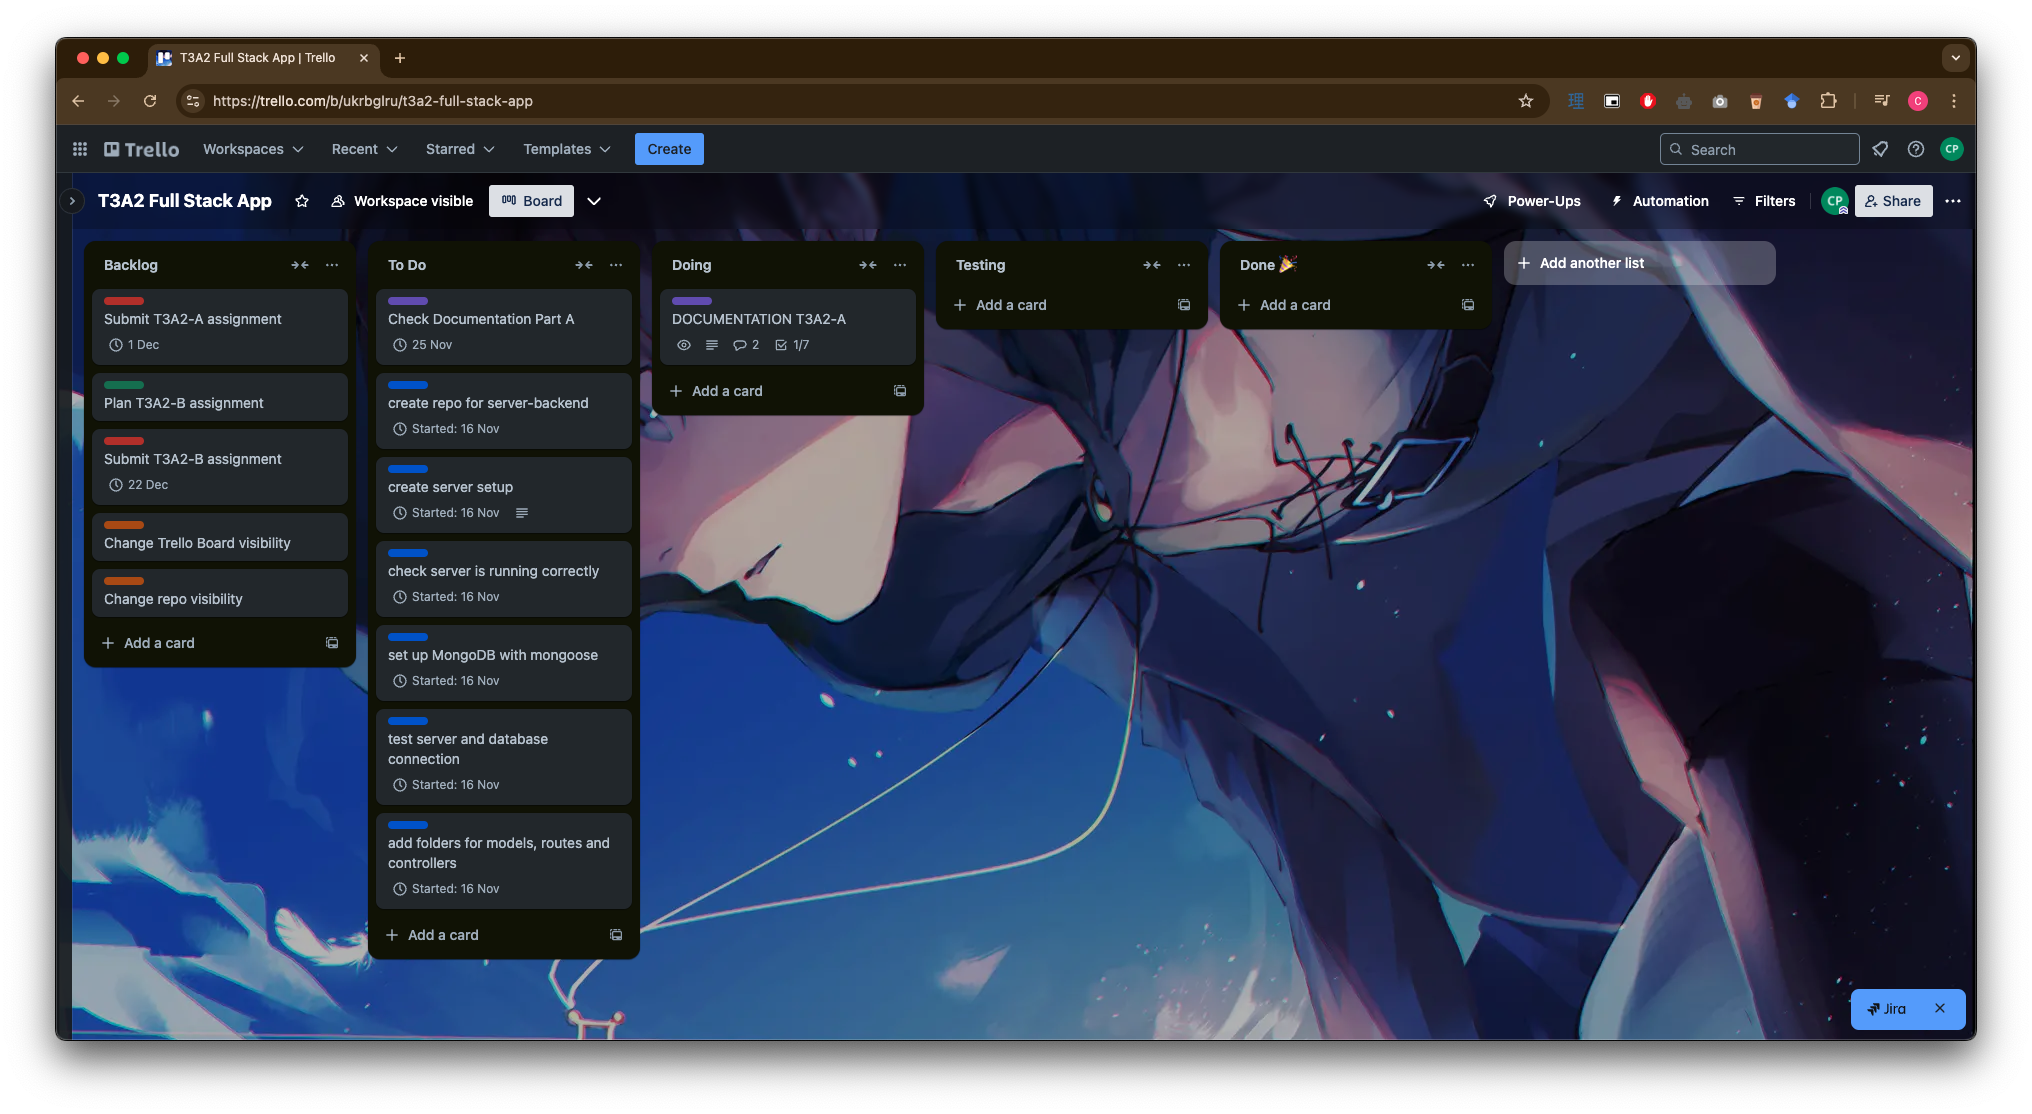 T3A2 Full Stack App | Trello
https://trello.com/b/ukrbglru/t3a2-full-stack-app
理
C
Trello
Workspaces
Recent
Starred
Templates
Create
Search
CP
T3A2 Full Stack App
Workspace visible
Board
Power-Ups
Automation
Filters
CP
Share
Backlog
Submit T3A2-A assignment
1 Dec
Plan T3A2-B assignment
Submit T3A2-B assignment
22 Dec
Change Trello Board visibility
Change repo visibility
Add a card
To Do
Check Documentation Part A
25 Nov
create repo for server-backend
Started: 16 Nov
create server setup
Started: 16 Nov
check server is running correctly
Started: 16 Nov
set up MongoDB with mongoose
Started: 16 Nov
test server and database
connection
Started: 16 Nov
add folders for models, routes and
controllers
Started: 16 Nov
Add a card
Doing
DOCUMENTATION T3A2-A
2 1/7
Add a card
Testing
Add a card
Done 🎉
Add a card
Add another list
Jira